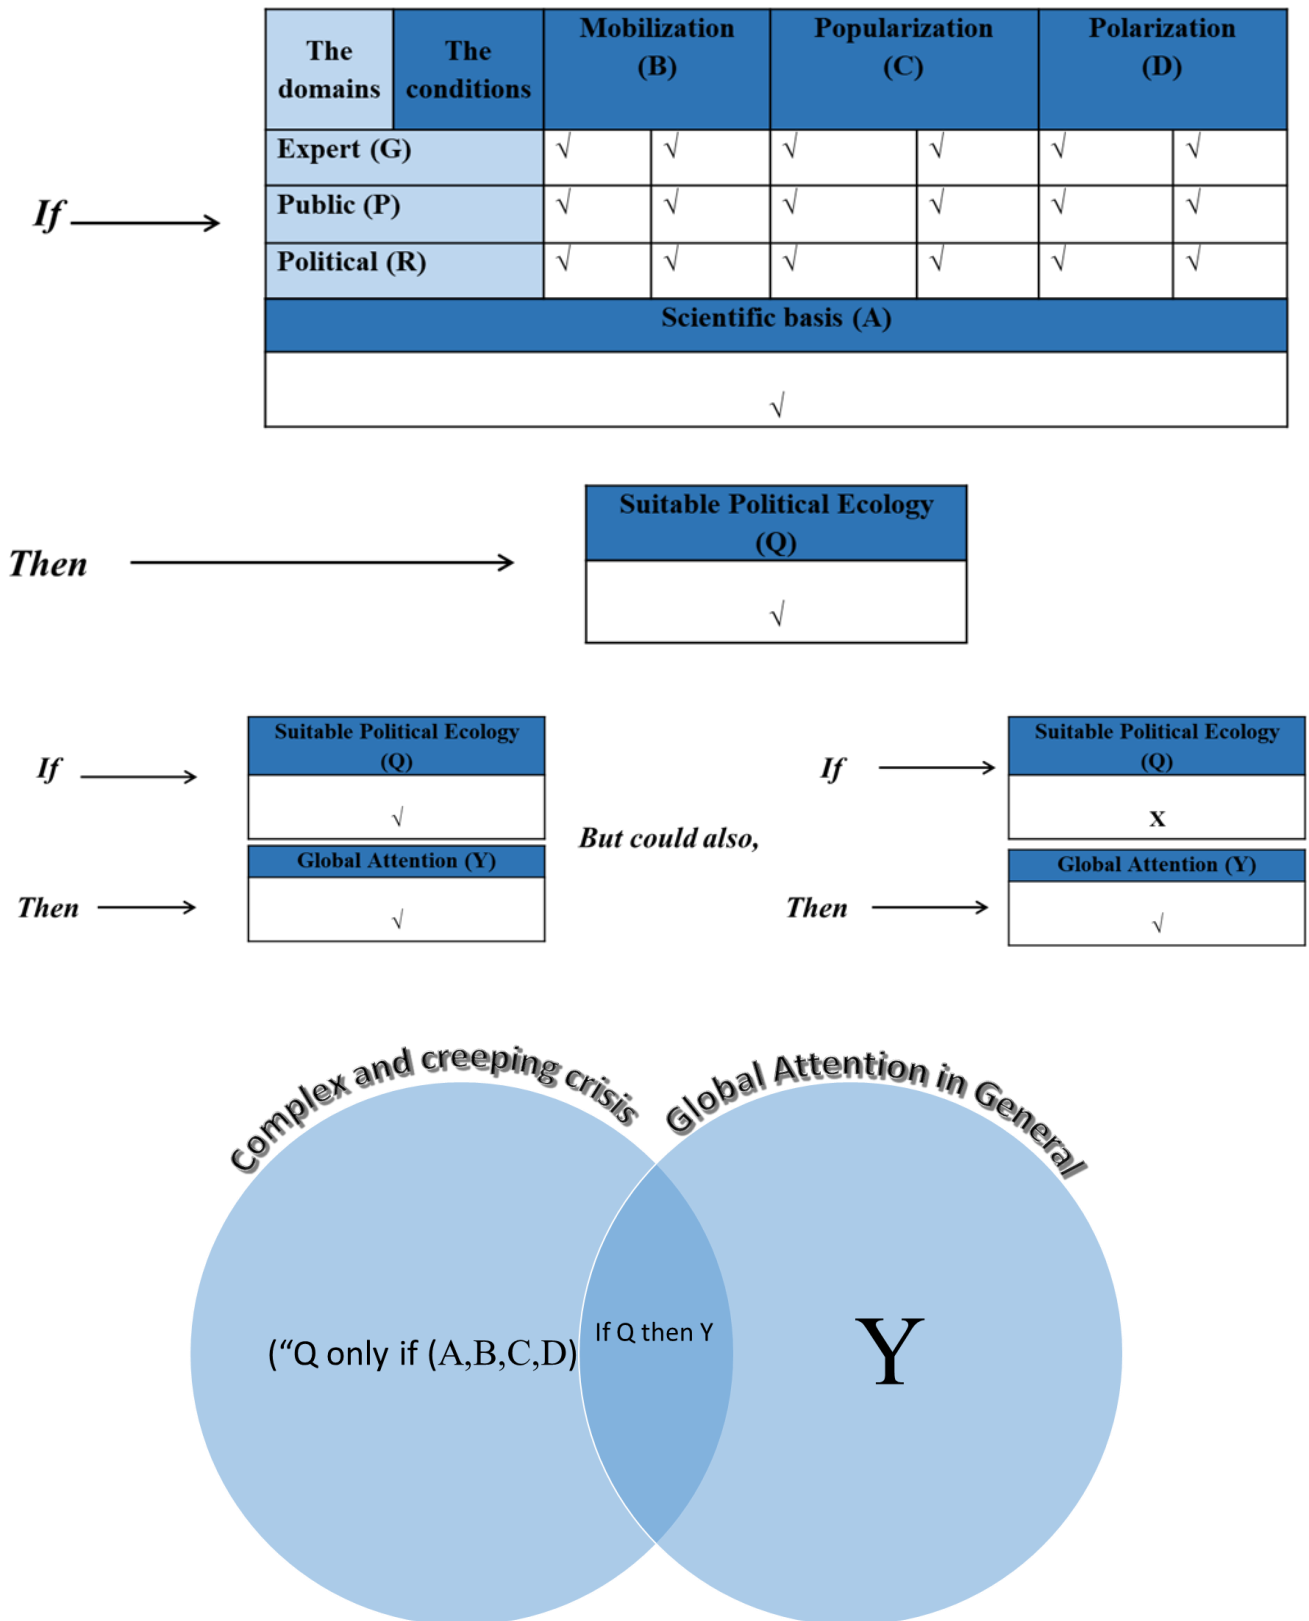 The domains
The conditions
Mobilization
(B)
Popularization
(C)
Polarization
(D)
If
Expert (G) √ √ √ √ √ √
Public (P) √ √ √ √ √ √
Political (R) √ √ √ √ √ √
Scientific basis (A)
√
Then
Suitable Political Ecology
(Q)
√
If
Suitable Political Ecology
(Q)
√
Then
Global Attention (Y)
√
But could also,
If
Suitable Political Ecology
(Q)
X
Then
Global Attention (Y)
√
Complex and creeping crisis
Global Attention in General
(“Q only if (A,B,C,D)
If Q then Y
Y